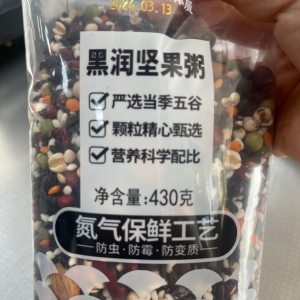 2024.03.13
黑润坚果粥
严选当季五谷
颗粒精心甄选
营养科学配比
净含量:430克
氮气保鲜工艺
防虫·防霉·防变质